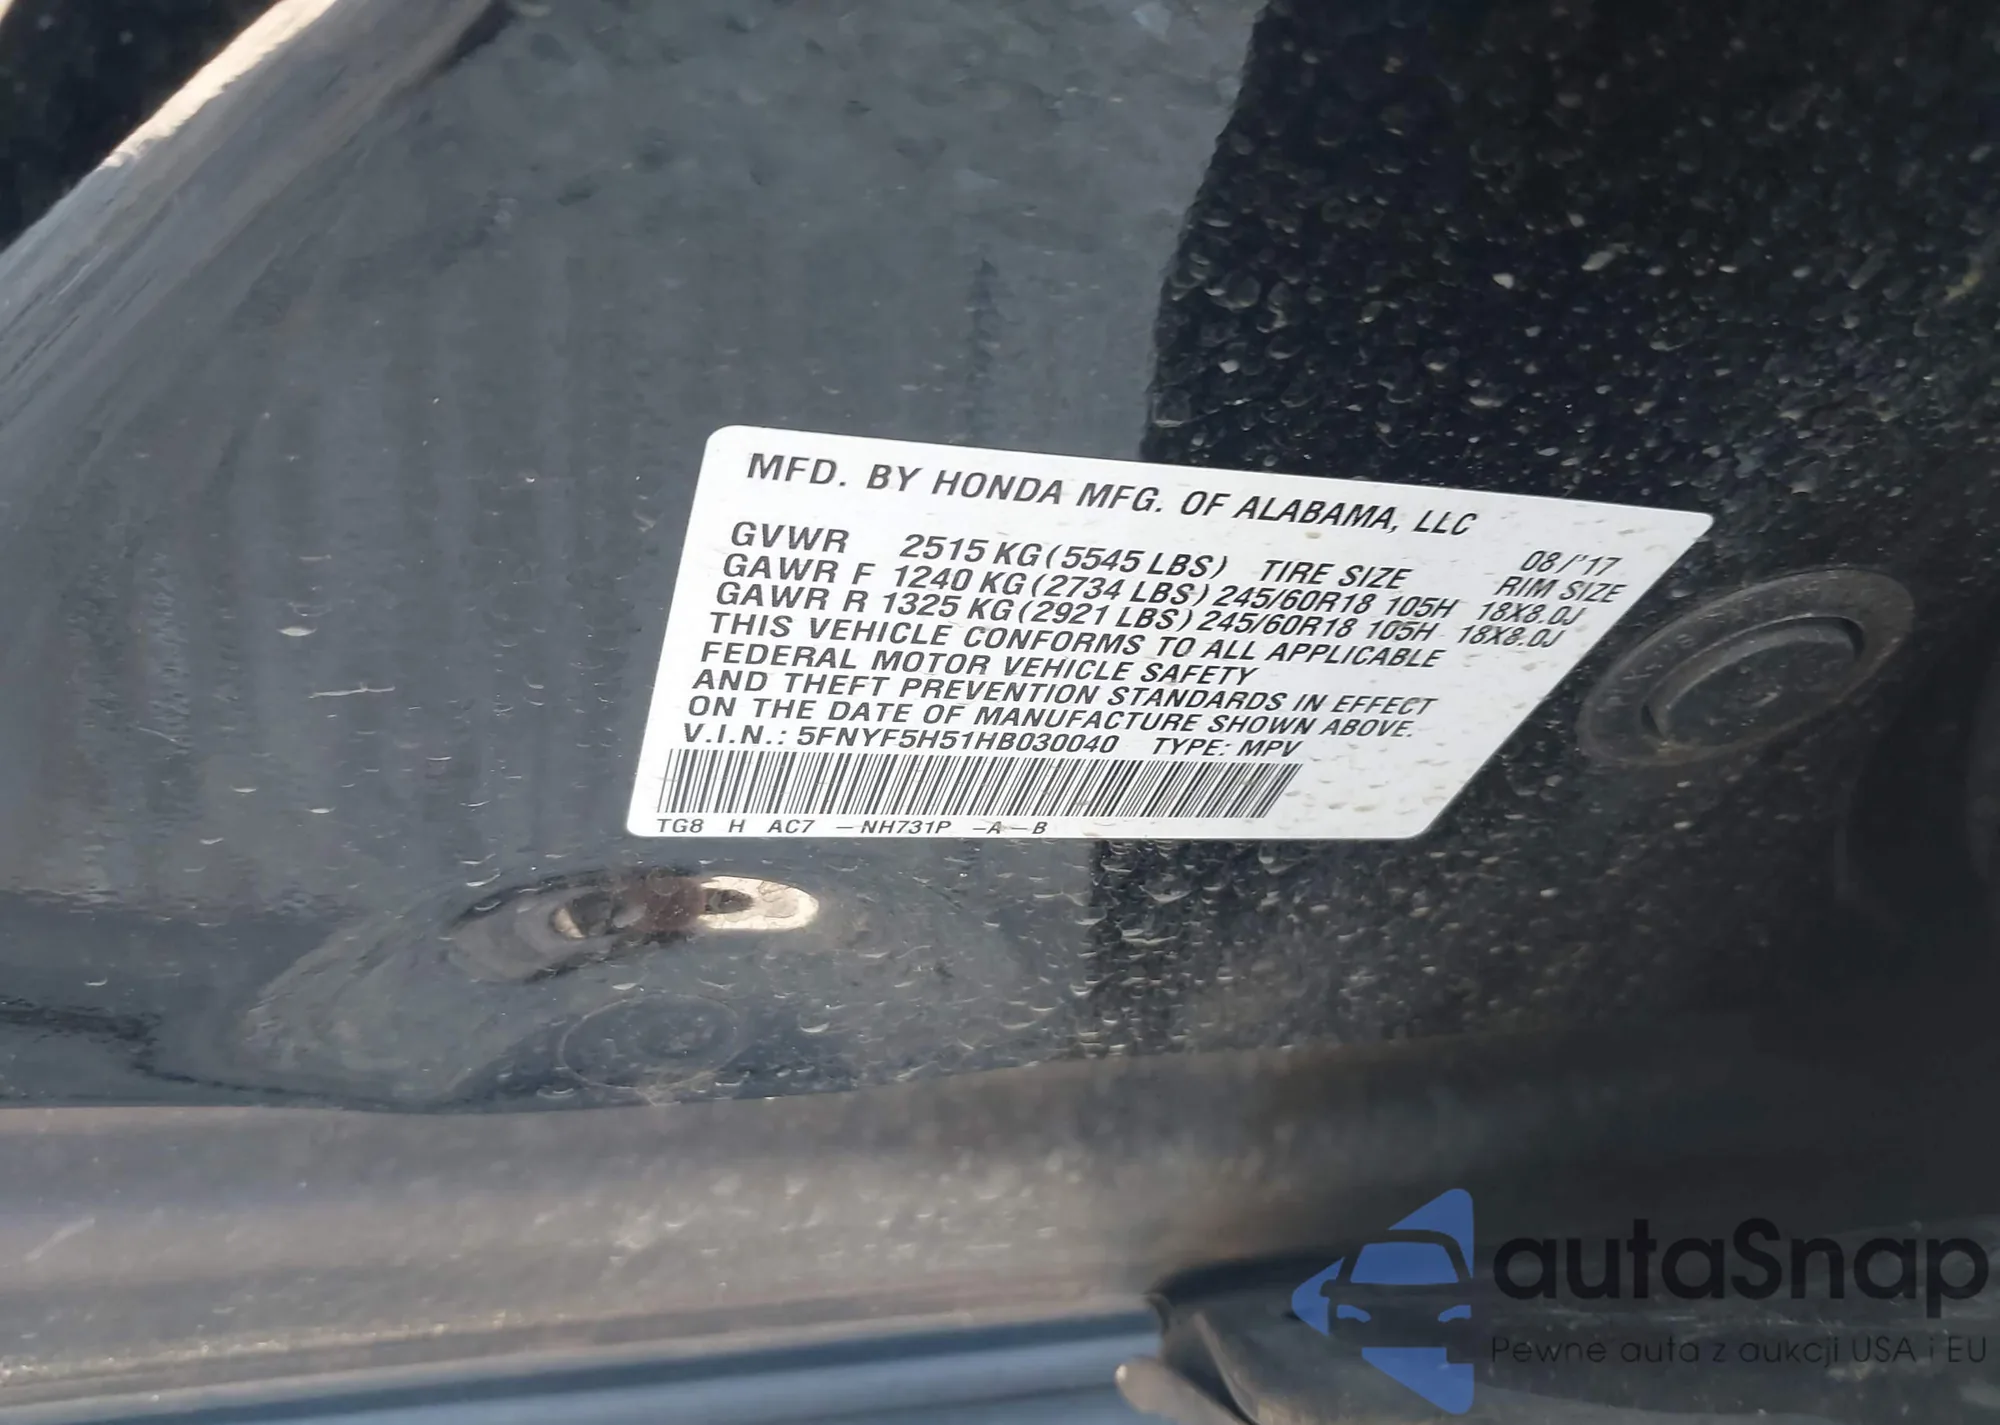 MFD. BY HONDA MFG. OF ALABAMA, LLC
08/'17
GVWR 2515 KG (5545 LBS) TIRE SIZE RIM SIZE
GAWR F 1240 KG (2734 LBS) 245/60R18 105H 18X8.0J
GAWR R 1325 KG (2921 LBS) 245/60R18 105H 18X8.0J
THIS VEHICLE CONFORMS TO ALL APPLICABLE
FEDERAL MOTOR VEHICLE SAFETY
AND THEFT PREVENTION STANDARDS IN EFFECT
ON THE DATE OF MANUFACTURE SHOWN ABOVE.
V.I.N.: 5FNYF5H51HB030040 TYPE: MPV
TG8 H AC7 – NH731P – A – B
autaSnap
Pewne auta z aukcji USA i EU